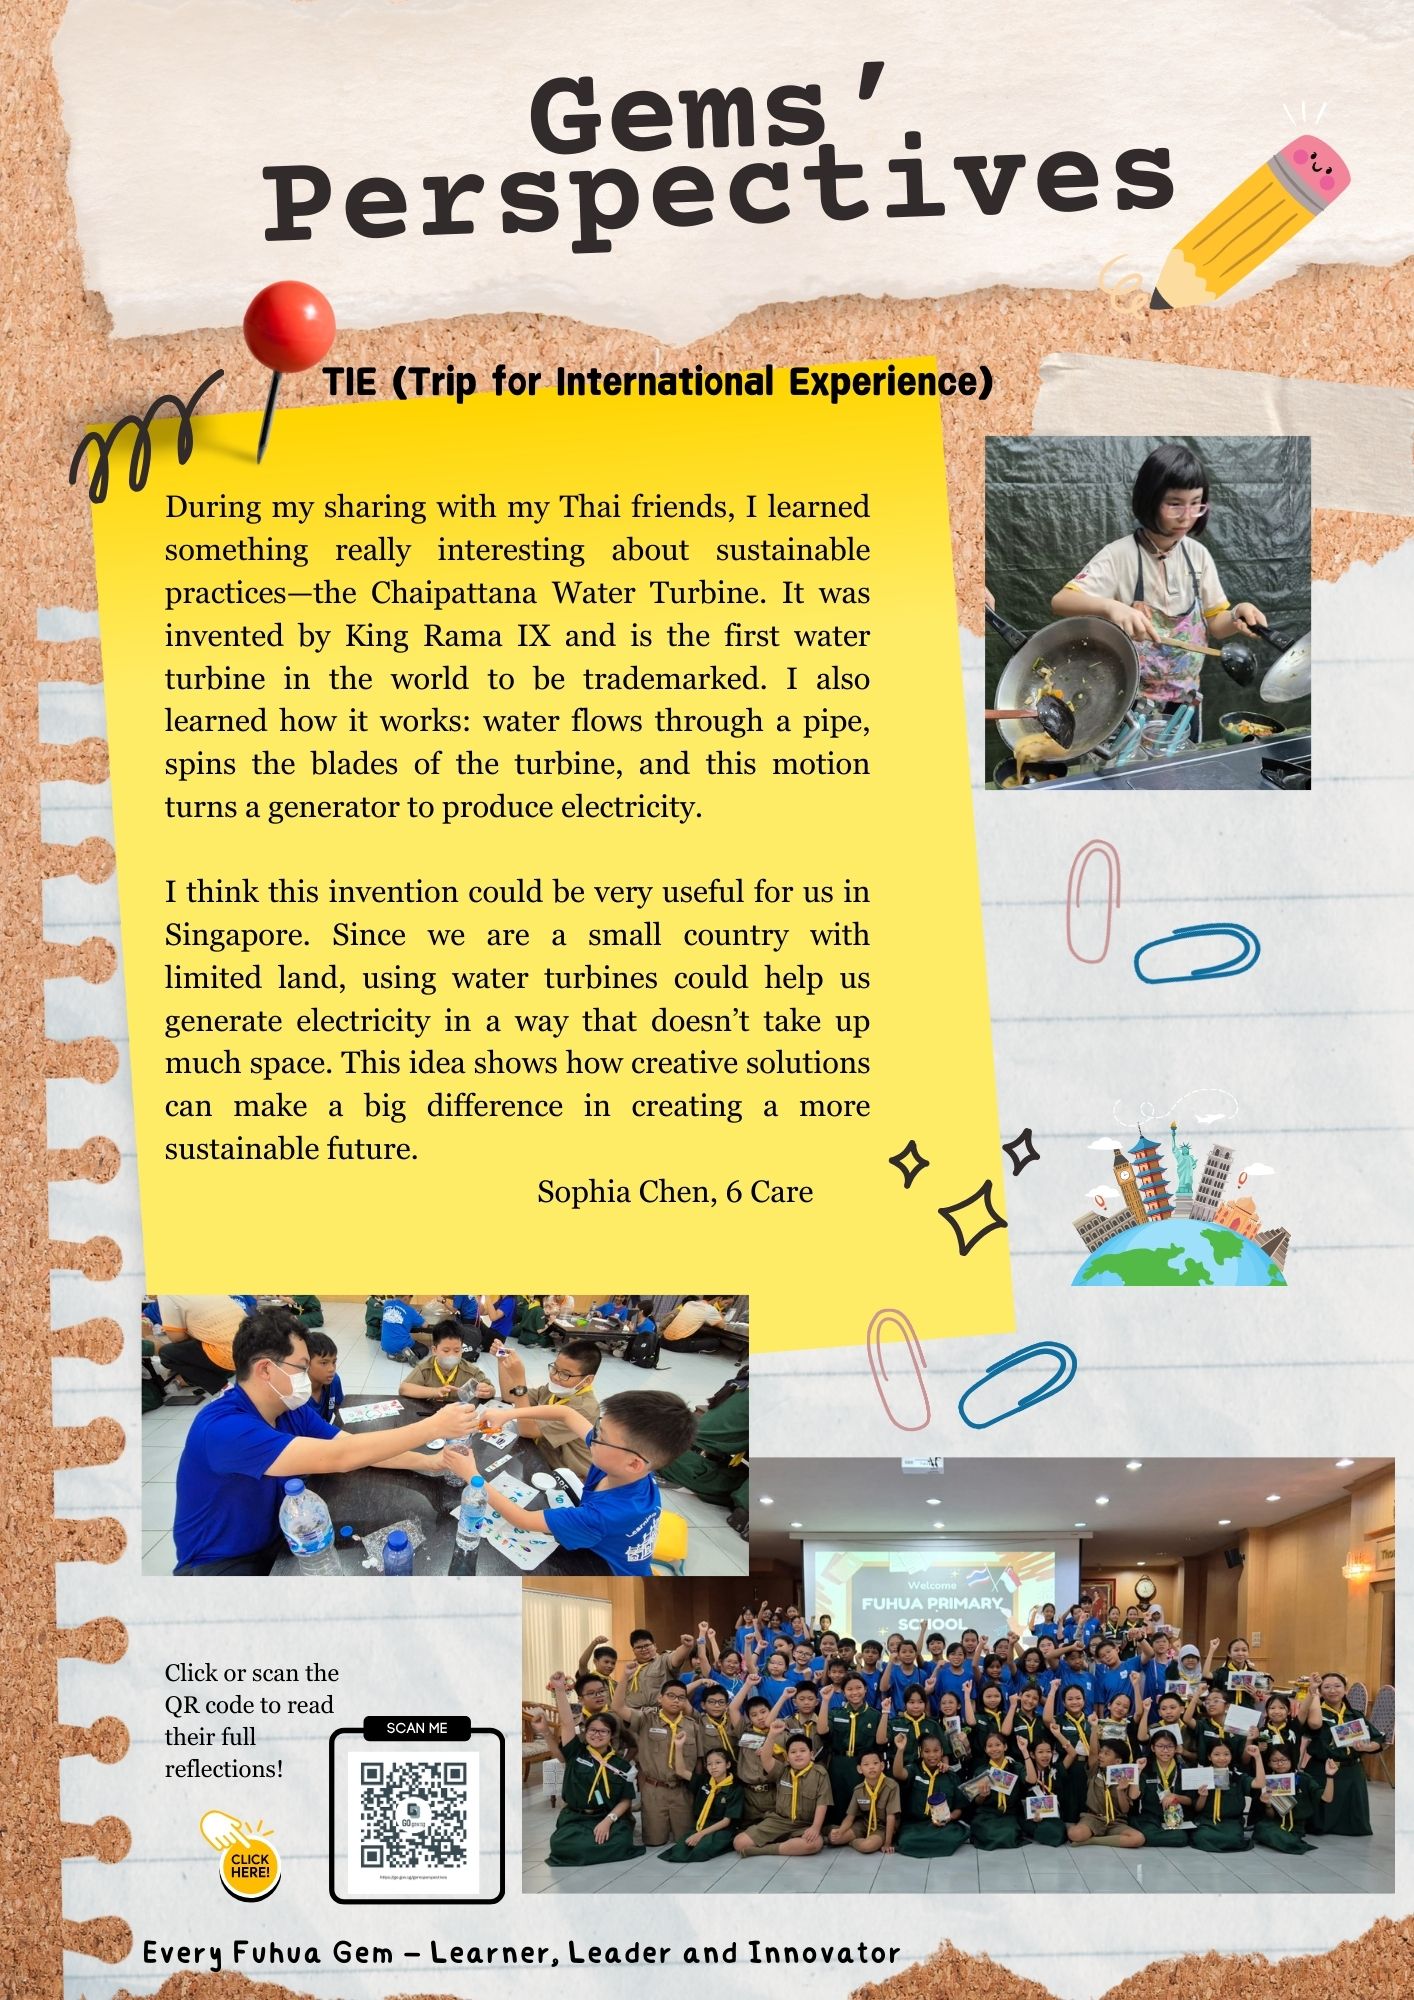 Gems’
Perspectives
TIE (Trip for International Experience)
During my sharing with my Thai friends, I learned
something really interesting about sustainable
practices—the Chaipattana Water Turbine. It was
invented by King Rama IX and is the first water
turbine in the world to be trademarked. I also
learned how it works: water flows through a pipe,
spins the blades of the turbine, and this motion
turns a generator to produce electricity.
I think this invention could be very useful for us in
Singapore. Since we are a small country with
limited land, using water turbines could help us
generate electricity in a way that doesn’t take up
much space. This idea shows how creative solutions
can make a big difference in creating a more
sustainable future.
Sophia Chen, 6 Care
Learning
Welcome
FUHUA PRIMARY
SCHOOL
Click or scan the
QR code to read
their full
reflections!
SCAN ME
GO gov.sg
CLICK
HERE!
Every Fuhua Gem – Learner, Leader and Innovator